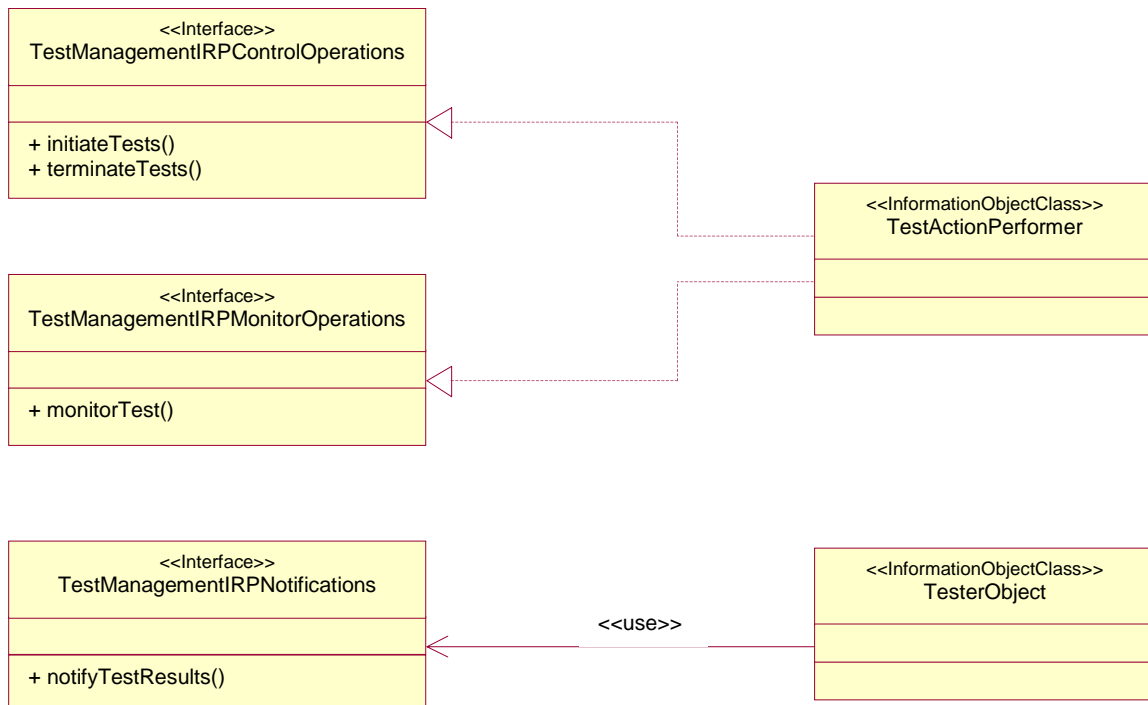 <<Interface>>
TestManagementIRPControlOperations
+ initiateTests()
+ terminateTests()
<<InformationObjectClass>>
TestActionPerformer
<<Interface>>
TestManagementIRPMonitorOperations
+ monitorTest()
<<Interface>>
TestManagementIRPNotifications
+ notifyTestResults()
<<use>>
<<InformationObjectClass>>
TesterObject